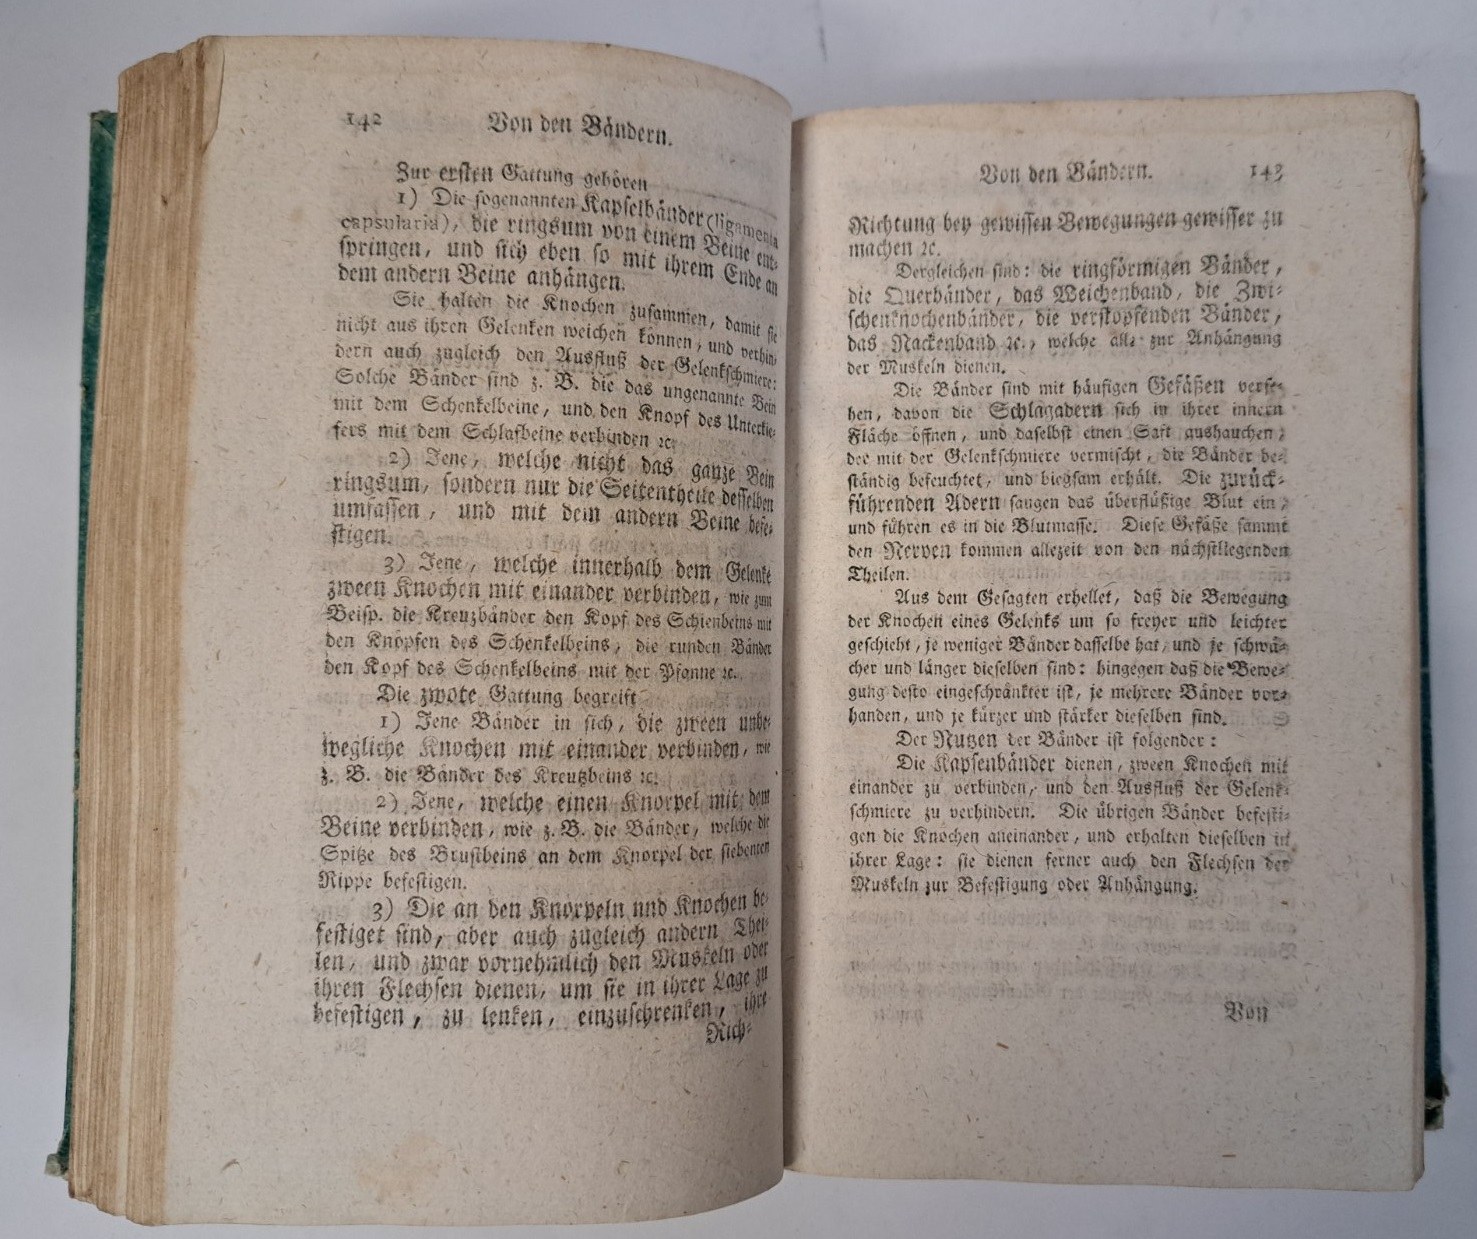 142 Von den Bändern.
Zur ersten Gattung gehören
1) Die sogenannten Kapselbänder (ligamenta
capsularia), die ringsum von einem Beine ent-
springen, und sich eben so mit ihrem Ende an
dem andern Beine anhängen.
Sie halten die Knochen zusammen, damit sie
nicht aus ihren Gelenken weichen können, und verhin-
dern auch zugleich den Ausfluß der Gelenkschmiere:
Solche Bänder sind z. B. die das ungenannte Bein
mit dem Schenkelbeine, und den Knopf des Unterkie-
fers mit dem Schlafbeine verbinden ꝛc.
2) Jene, welche nicht das ganze Bein
ringsum, sondern nur die Seitentheile desselben
umfassen, und mit dem andern Beine befe-
stigen.
3) Jene, welche innerhalb dem Gelenke
zween Knochen mit einander verbinden, wie zum
Beisp. die Kreuzbänder den Kopf des Schienbeins mit
den Knöpfen des Schenkelbeins, die runden Bänder
den Kopf des Schenkelbeins mit der Pfanne ꝛc.
Die zwote Gattung begreift
1) Jene Bänder in sich, die zween unbe-
wegliche Knochen mit einander verbinden, wie
z. B. die Bänder des Kreutzbeins ꝛc.
2) Jene, welche einen Knorpel mit dem
Beine verbinden, wie z. B. die Bänder, welche die
Spitze des Brustbeins an dem Knorpel der siebenten
Rippe befestigen.
3) Die an den Knorpeln und Knochen be-
festiget sind, aber auch zugleich andern Thei-
len, und zwar vornehmlich den Muskeln oder
ihren Flechsen dienen, um sie in ihrer Lage zu
befestigen, zu lenken, einzuschrenken, ihre
Rich-
Von den Bändern. 143
Richtung bey gewissen Bewegungen gewisser zu
machen ꝛc.
Dergleichen sind: die ringförmigen Bänder,
die Querbänder, das Weichenband, die Zwi-
schenknochenbänder, die verstopfenden Bänder,
das Nackenband ꝛc., welche alle zur Anhängung
der Muskeln dienen.
Die Bänder sind mit häufigen Gefäßen verse-
hen, davon die Schlagadern sich in ihrer innern
Fläche öffnen, und daselbst einen Saft aushauchen,
der mit der Gelenkschmiere vermischt, die Bänder be-
ständig befeuchtet, und biegsam erhält. Die zurück-
führenden Adern saugen das überflüßige Blut ein,
und führen es in die Blutmasse. Diese Gefäße sammt
den Nerven kommen allezeit von den nächstliegenden
Theilen.
Aus dem Gesagten erhellet, daß die Bewegung
der Knochen eines Gelenks um so freyer und leichter
geschieht, je weniger Bänder dasselbe hat, und je schwä-
cher und länger dieselben sind: hingegen daß die Bewe-
gung desto eingeschränkter ist, je mehrere Bänder vor-
handen, und je kürzer und stärker dieselben sind.
Der Nutzen der Bänder ist folgender:
Die Kapsenbänder dienen, zween Knochen mit
einander zu verbinden, und den Ausfluß der Gelenk-
schmiere zu verhindern. Die übrigen Bänder befesti-
gen die Knochen aneinander, und erhalten dieselben in
ihrer Lage: sie dienen ferner auch den Flechsen der
Muskeln zur Befestigung oder Anhängung.
Von